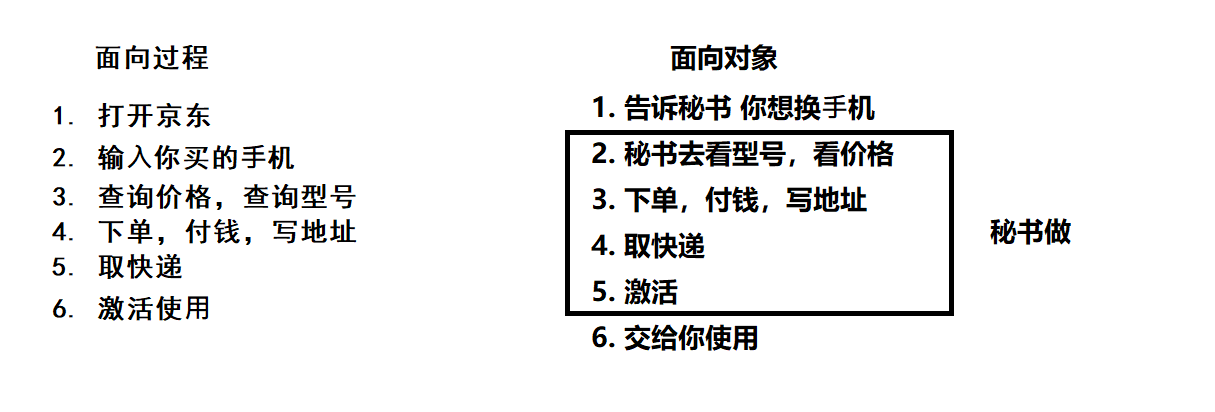 面向过程
1. 打开京东
2. 输入你买的手机
3. 查询价格，查询型号
4. 下单，付钱，写地址
5. 取快递
6. 激活使用
面向对象
1. 告诉秘书 你想换手机
2. 秘书去看型号，看价格
3. 下单，付钱，写地址
4. 取快递
5. 激活
6. 交给你使用
秘书做